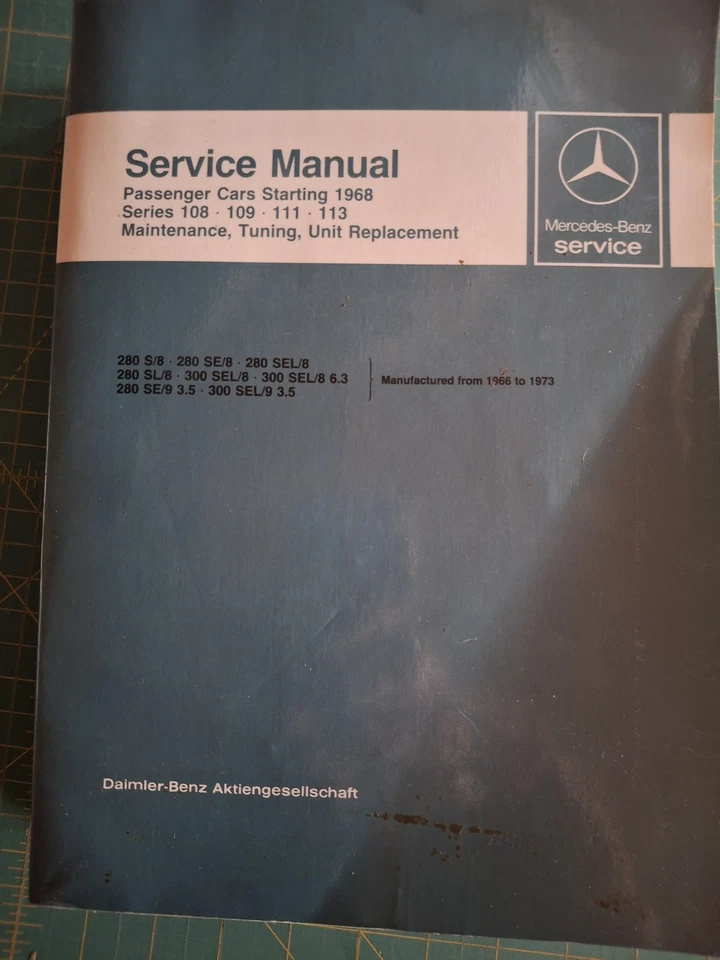 Service Manual
Passenger Cars Starting 1968
Series 108 · 109 · 111 · 113
Maintenance, Tuning, Unit Replacement
Mercedes-Benz
service
280 S/8 · 280 SE/8 · 280 SEL/8
280 SL/8 · 300 SEL/8 · 300 SEL/8 6.3
280 SE/9 3.5 · 300 SEL/9 3.5
Manufactured from 1966 to 1973
Daimler-Benz Aktiengesellschaft